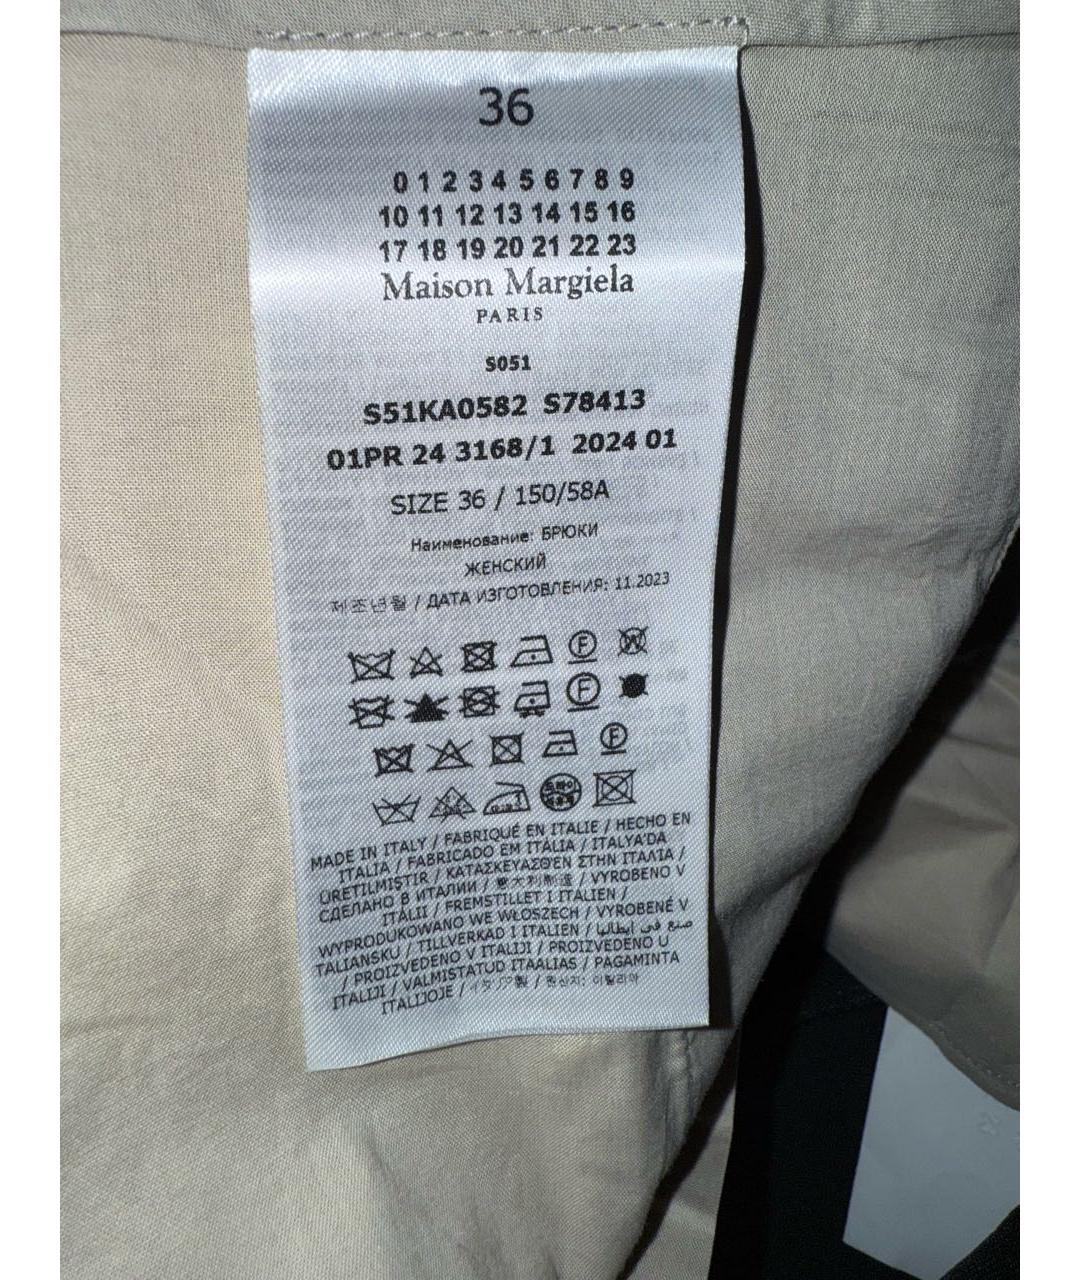 36
0 1 2 3 4 5 6 7 8 9
10 11 12 13 14 15 16
17 18 19 20 21 22 23
Maison Margiela
PARIS
S051
S51KA0582 S78413
01PR 24 3168/1 2024 01
SIZE 36 / 150/58A
Наименование: БРЮКИ
ЖЕНСКИЙ
제조년월 / ДАТА ИЗГОТОВЛЕНИЯ: 11.2023
MADE IN ITALY / FABRIQUÉ EN ITALIE / HECHO EN
ITALIA / FABRICADO EM ITÁLIA / ITALYA'DA
ÜRETILMIŞTIR / ΚΑΤΑΣΚΕΥΑΣΘ'ΕΝ ΣΤΗΝ ΙΤΑΛΙΑ /
СДЕЛАНО В ИТАЛИИ / 意大利制造 / VYROBENO V
ITÁLII / FREMSTILLET I ITALIEN /
WYPRODUKOWANO WE WŁOSZECH / VYROBENÉ V
TALIANSKU / TILLVERKAD I ITALIEN / صنع في ايطاليا
/ PROIZVEDENO V ITALIJI / PROIZVEDENO U
ITALIJI / VALMISTATUD ITAALIAS / PAGAMINTA
ITALIJOJE / イタリア製 / 원산지: 이탈리아